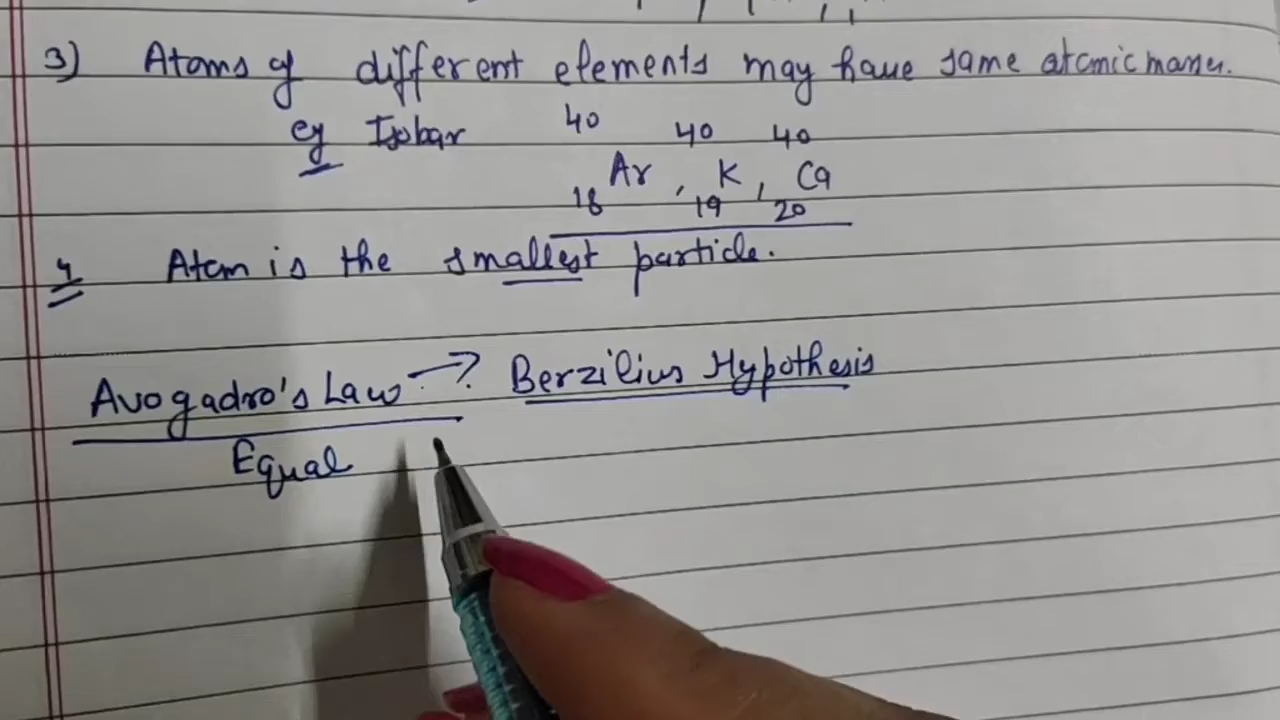 3) Atoms of different elements may have same atomic masses.
eg Isobar 40 40 40
18 Ar, 19 K, 20 Ca
4 Atom is the smallest particle.
Avogadro's Law → Berzilius Hypothesis
Equal